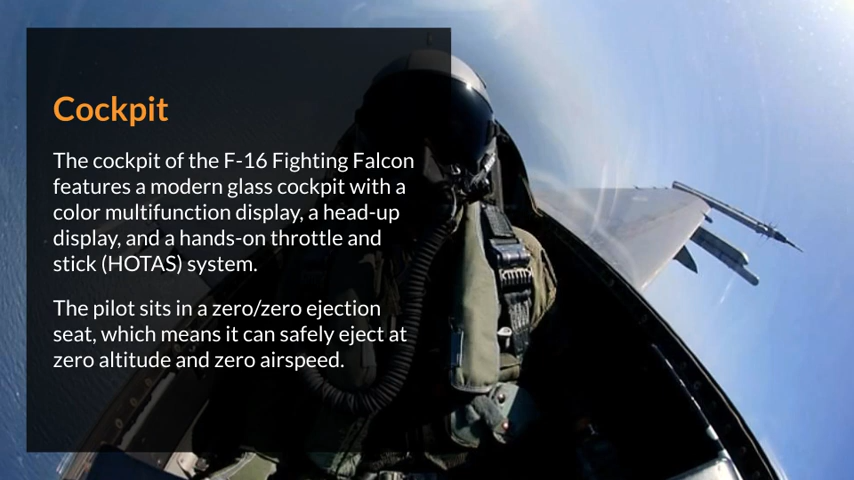 Cockpit
The cockpit of the F-16 Fighting Falcon
features a modern glass cockpit with a
color multifunction display, a head-up
display, and a hands-on throttle and
stick (HOTAS) system.
The pilot sits in a zero/zero ejection
seat, which means it can safely eject at
zero altitude and zero airspeed.